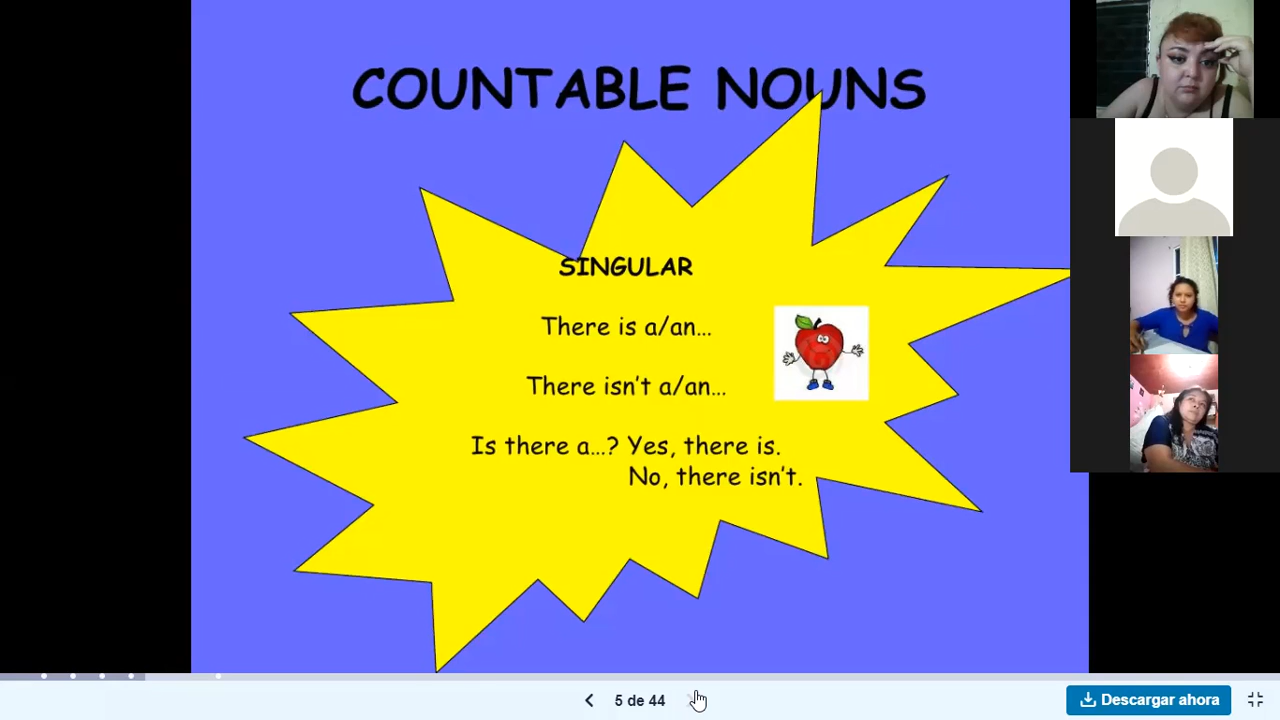 COUNTABLE NOUNS
SINGULAR
There is a/an...
There isn't a/an...
Is there a...? Yes, there is.
No, there isn't.
5 de 44
Descargar ahora